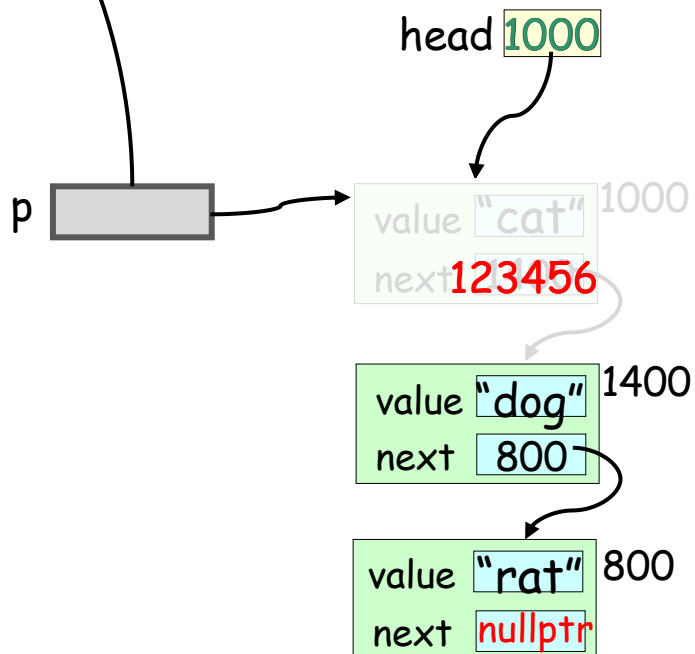 head 1000
p
1000
value "cat"
next 123456
value "dog" 1400
next 800
value "rat" 800
next nullptr